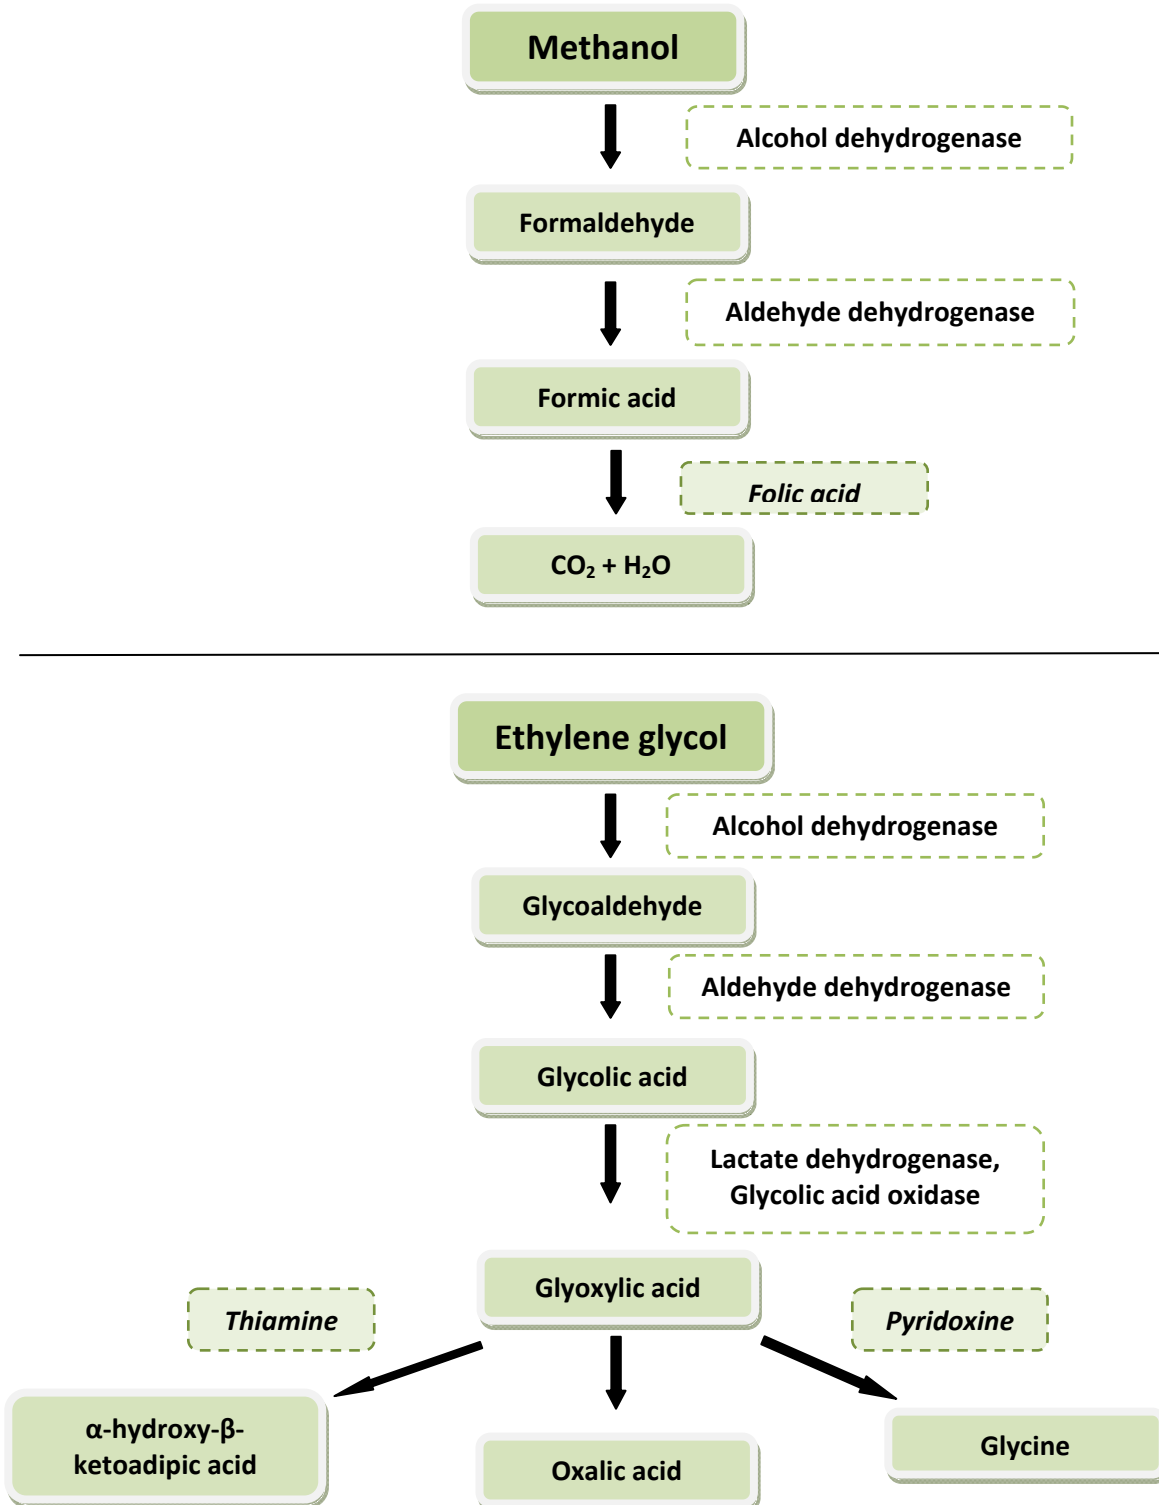 Methanol
Alcohol dehydrogenase
Formaldehyde
Aldehyde dehydrogenase
Formic acid
Folic acid
CO₂ + H₂O
Ethylene glycol
Alcohol dehydrogenase
Glycoaldehyde
Aldehyde dehydrogenase
Glycolic acid
Lactate dehydrogenase,
Glycolic acid oxidase
Glyoxylic acid
Thiamine
Pyridoxine
α-hydroxy-β-
ketoadipic acid
Oxalic acid
Glycine